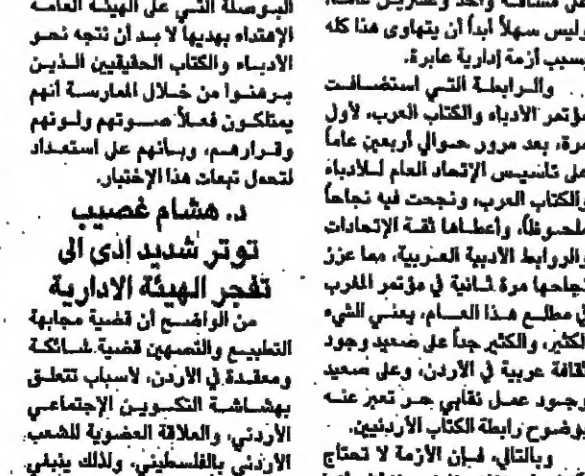 على مسافة واحد وعشرين عاماً،
وليس سهلاً أبداً أن يتهاوى هذا كله
بسبب أزمة إدارية عابرة.
والرابطة التي استضافت
مؤتمر الأدباء والكتاب العرب، لأول
مرة، بعد مرور حوالي أربعين عاماً
على تأسيس الإتحاد العام للأدباء
والكتاب العرب، ونجحت فيه نجاحاً
ملحوظاً، وأعطاها ثقة الإتحادات
والروابط الأدبية العربية، مما عزز
نجاحها مرة ثانية في مؤتمر المغرب
في مطلع هذا العام، يعني الشيء
الكثير، والكثير جداً على صعيد وجود
ثقافة عربية في الأردن، وعلى صعيد
وجود عمل نقابي حر تعبر عنه
بوضوح رابطة الكتاب الأردنيين.
وبالتالي، فإن الأزمة لا تحتاج
البوصلة التي على الهيئة العامة
الإهتداء بهديها لا بد أن تتجه نحو
الأدباء والكتاب الحقيقيين الذين
برهنوا من خلال الممارسة أنهم
يمتلكون فعلاً صوتهم ولونهم
وقرارهم، وبأنهم على استعداد
لتحمل تبعات هذا الإختبار.
د. هشام غصيب
توتر شديد ادى الى
تفجر الهيئة الادارية
من الواضح أن قضية مجابهة
التطبيع والتصهين قضية شائكة
ومعقدة في الأردن، لأسباب تتعلق
بهشاشة التكوين الإجتماعي
الأردني، والعلاقة العضوية للشعب
الأردني بالفلسطيني، ولذلك ينبغي